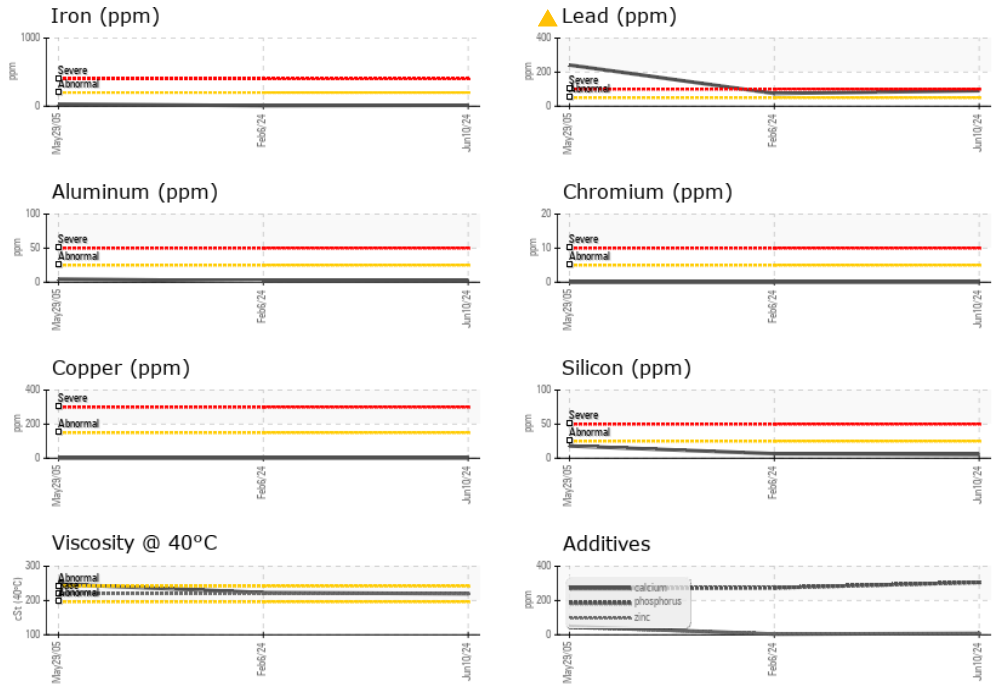 Iron (ppm)
1000
ppm
Severe
Abnormal
0
May29/05
Feb6/24
Jun10/24
Lead (ppm)
400
200
ppm
Severe
Abnormal
0
May29/05
Feb6/24
Jun10/24
Aluminum (ppm)
100
50
ppm
Severe
Abnormal
0
May29/05
Feb6/24
Jun10/24
Chromium (ppm)
20
10
ppm
Severe
Abnormal
0
May29/05
Feb6/24
Jun10/24
Copper (ppm)
400
200
ppm
Severe
Abnormal
0
May29/05
Feb6/24
Jun10/24
Silicon (ppm)
100
50
ppm
Severe
Abnormal
0
May29/05
Feb6/24
Jun10/24
Viscosity @ 40°C
300
200
100
cSt (40°C)
Abnormal
Base
Abnormal
May29/05
Feb6/24
Jun10/24
Additives
400
200
ppm
calcium
phosphorus
zinc
0
May29/05
Feb6/24
Jun10/24